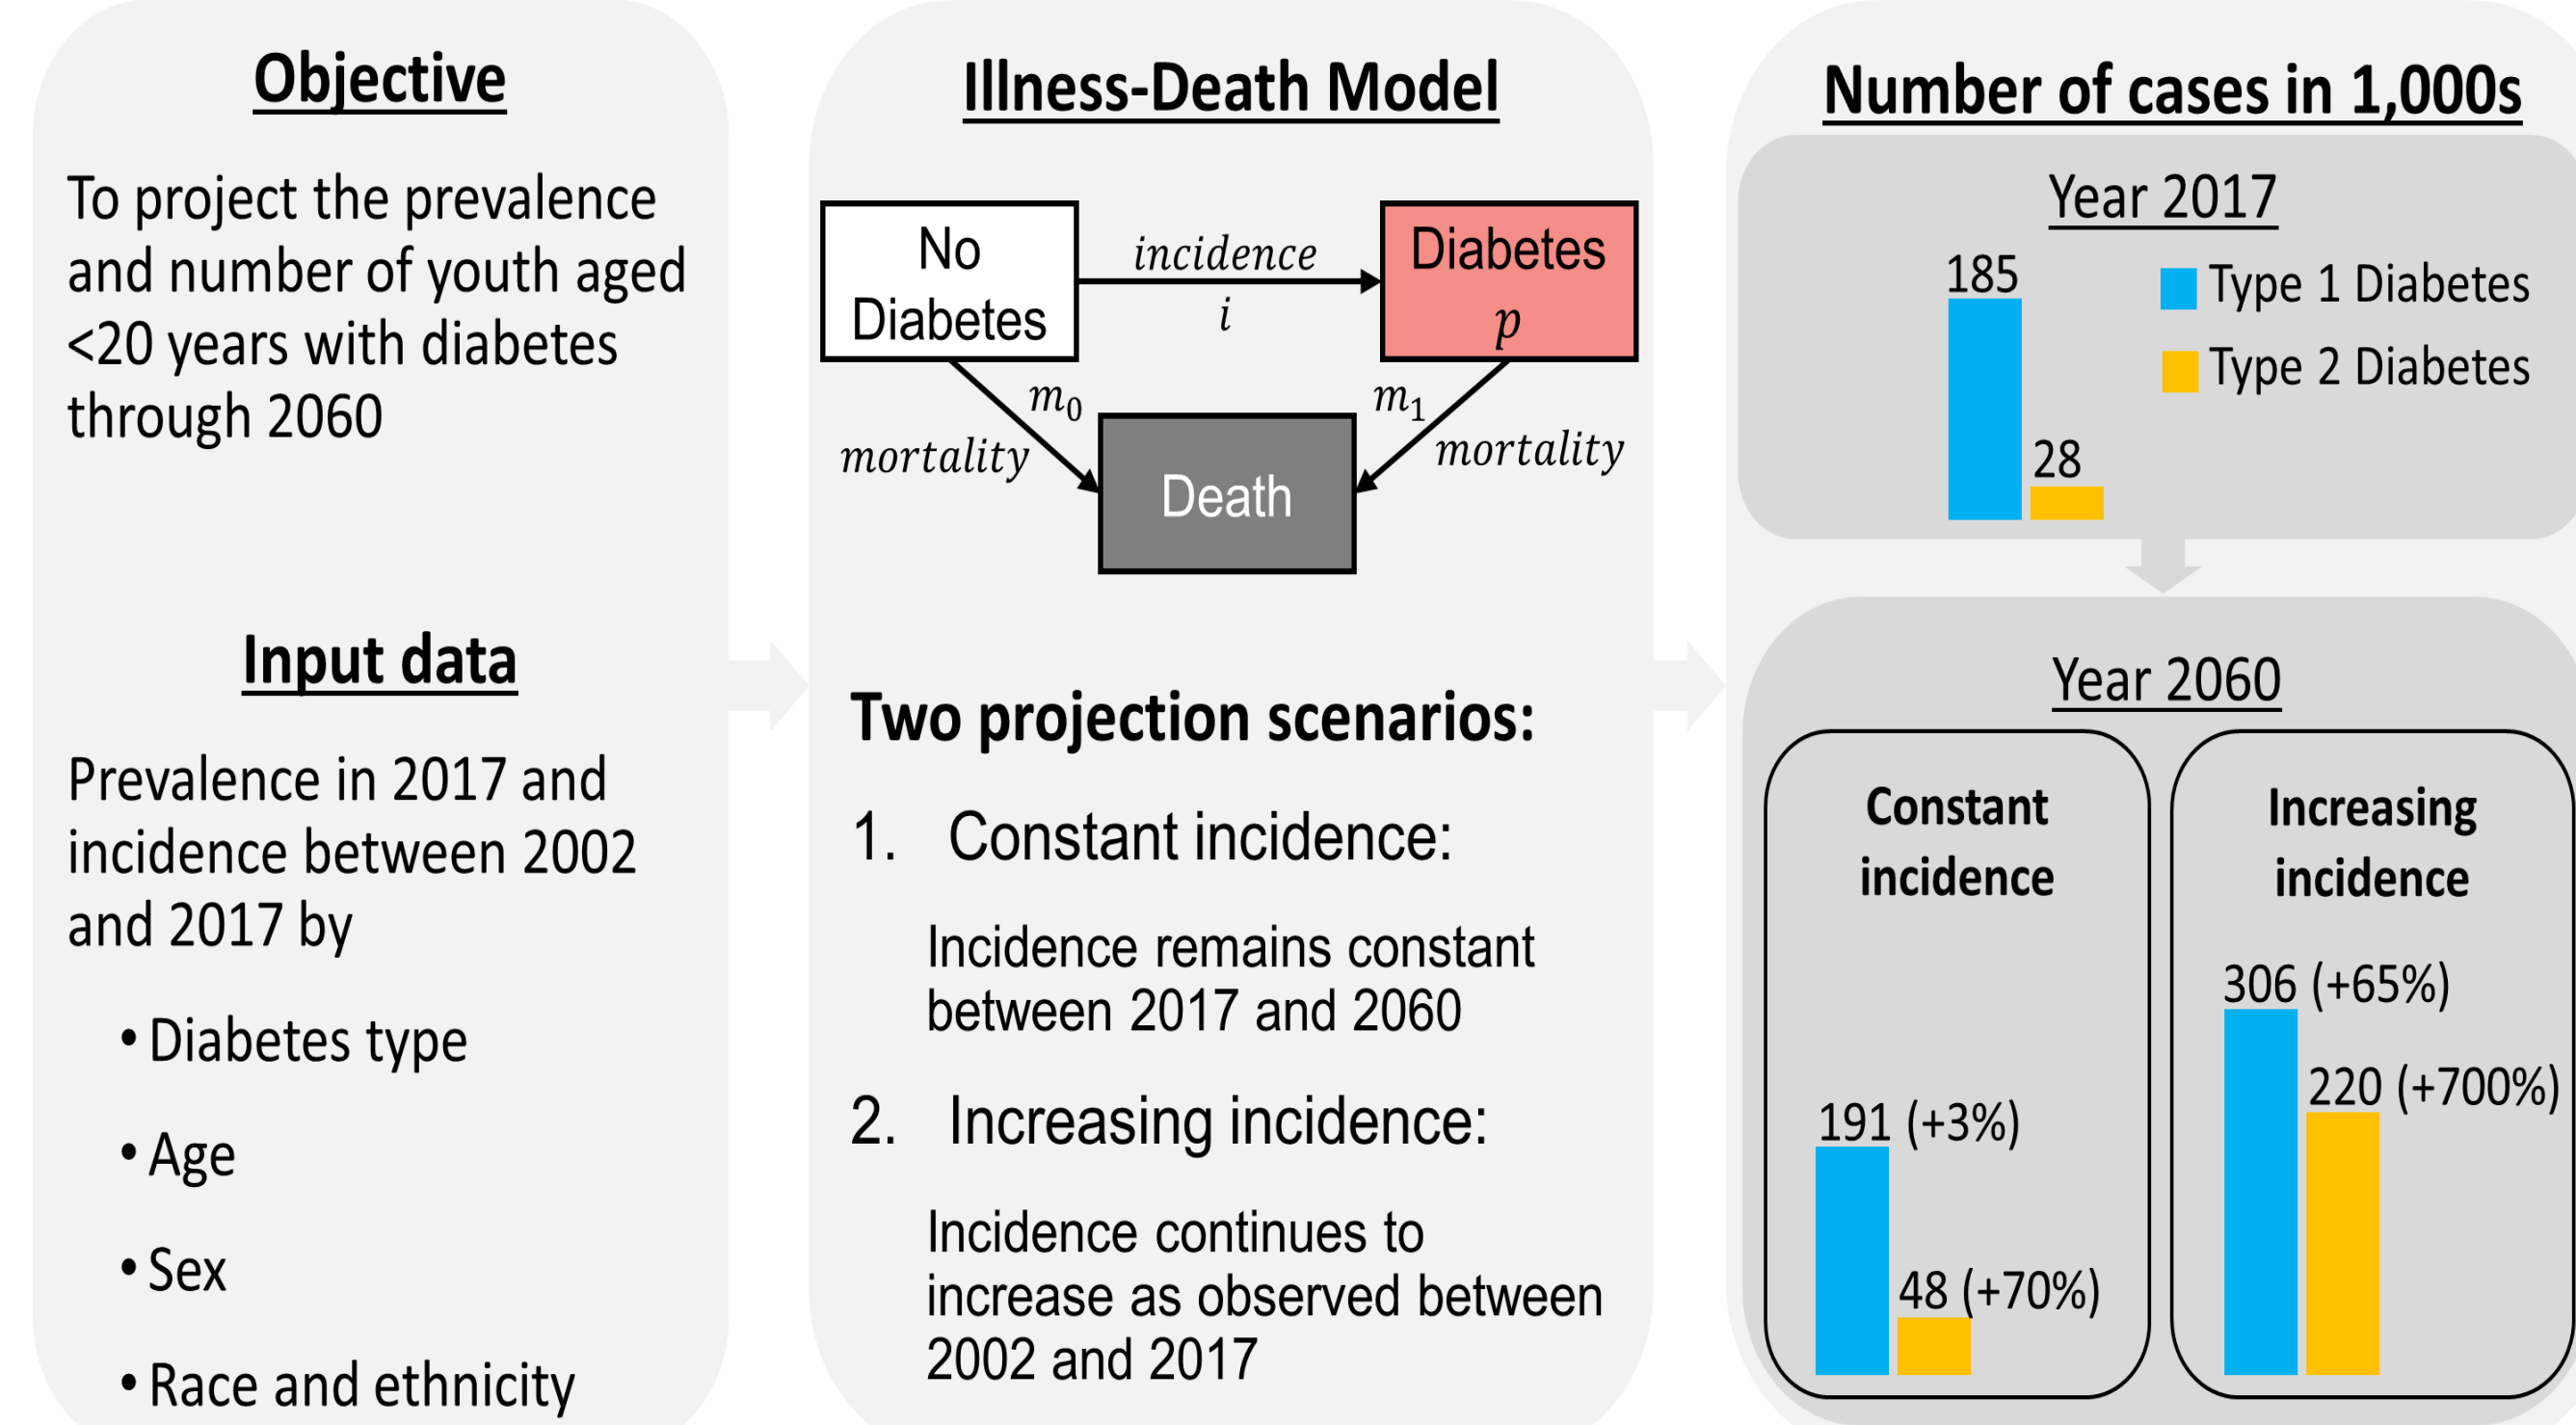 Objective
To project the prevalence
and number of youth aged
<20 years with diabetes
through 2060
Input data
Prevalence in 2017 and
incidence between 2002
and 2017 by
• Diabetes type
• Age
• Sex
• Race and ethnicity
Illness-Death Model
No
Diabetes
incidence
i
Diabetes
p
m₀
mortality
m₁
mortality
Death
Two projection scenarios:
1. Constant incidence:
Incidence remains constant
between 2017 and 2060
2. Increasing incidence:
Incidence continues to
increase as observed between
2002 and 2017
Number of cases in 1,000s
Year 2017
185
28
Type 1 Diabetes
Type 2 Diabetes
Year 2060
Constant
incidence
191 (+3%)
48 (+70%)
Increasing
incidence
306 (+65%)
220 (+700%)